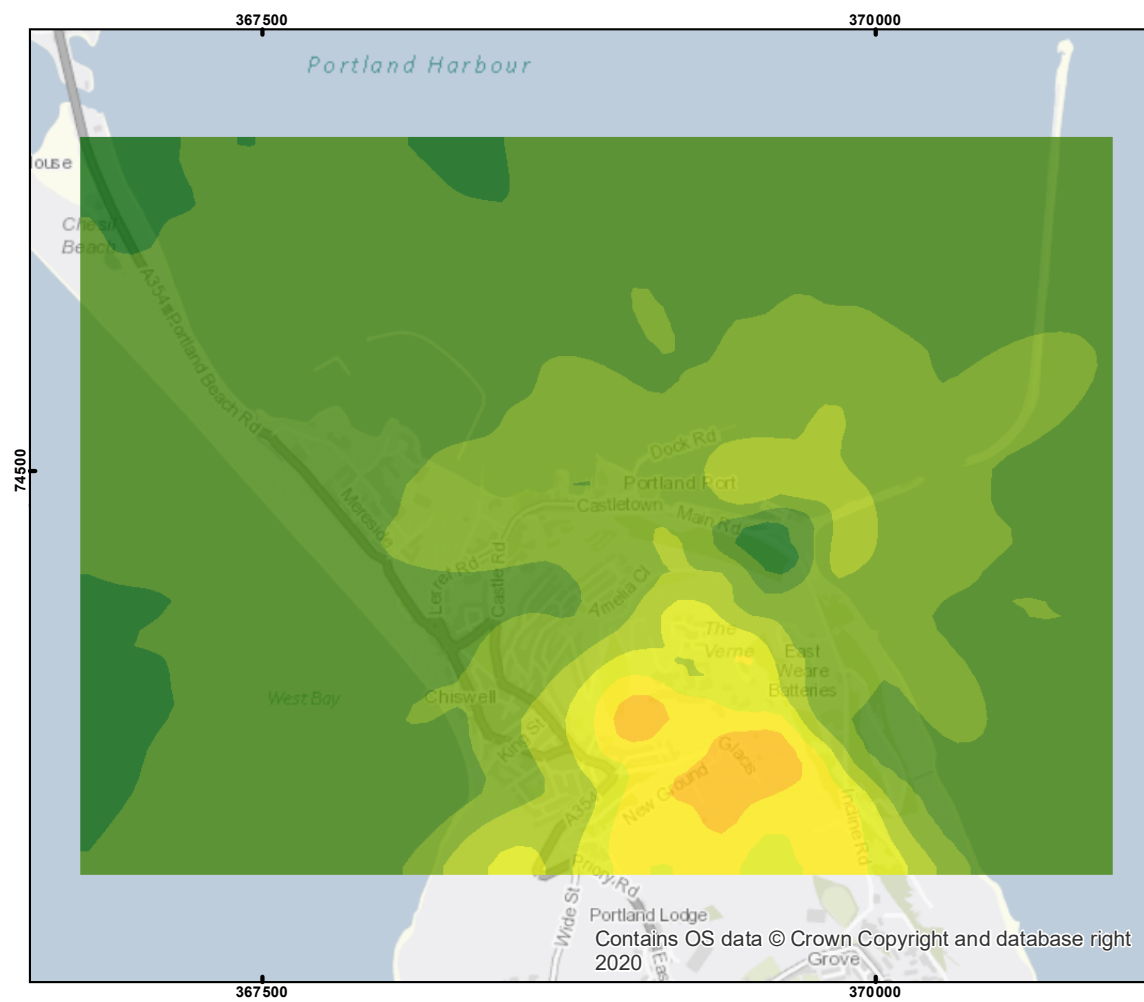 367500
370000
Portland Harbour
ouse
Chesil
Beach
A354
Portland Beach Rd
74500
Dock Rd
Portland Port
Castletown
Main Rd
Mereside
Lerret Rd
Castle Rd
Amelia Cl
The
Verne
East
Weare
Batteries
West Bay
Chiswell
King St
Glacis
New Ground
A354
Incline Rd
Priory Rd
Wide St
Portland Lodge
Contains OS data © Crown Copyright and database right
2020
Grove
East
367500
370000